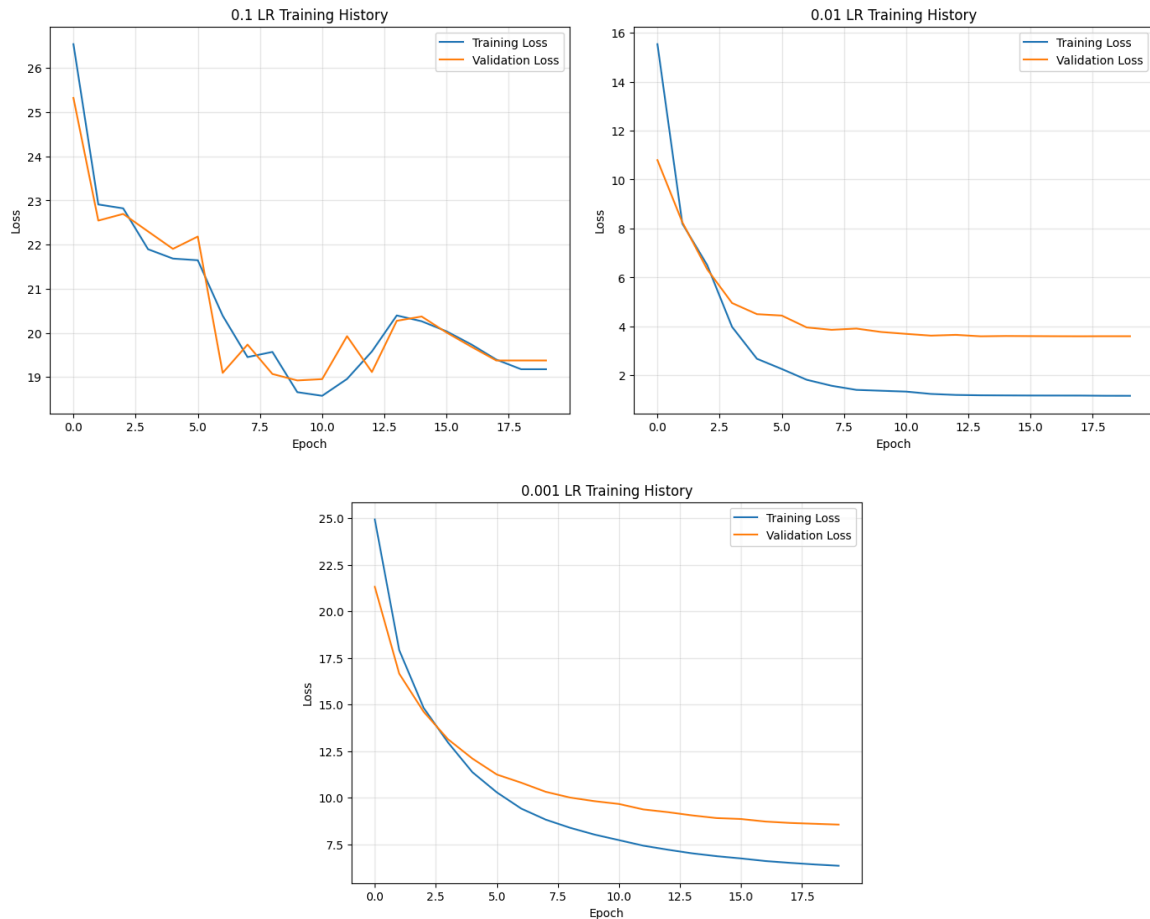 0.1 LR Training History
Training Loss
Validation Loss
26
25
24
23
22
21
20
19
Loss
0.0 2.5 5.0 7.5 10.0 12.5 15.0 17.5
Epoch
0.01 LR Training History
Training Loss
Validation Loss
16
14
12
10
8
6
4
2
Loss
0.0 2.5 5.0 7.5 10.0 12.5 15.0 17.5
Epoch
0.001 LR Training History
Training Loss
Validation Loss
25.0
22.5
20.0
17.5
15.0
12.5
10.0
7.5
Loss
0.0 2.5 5.0 7.5 10.0 12.5 15.0 17.5
Epoch